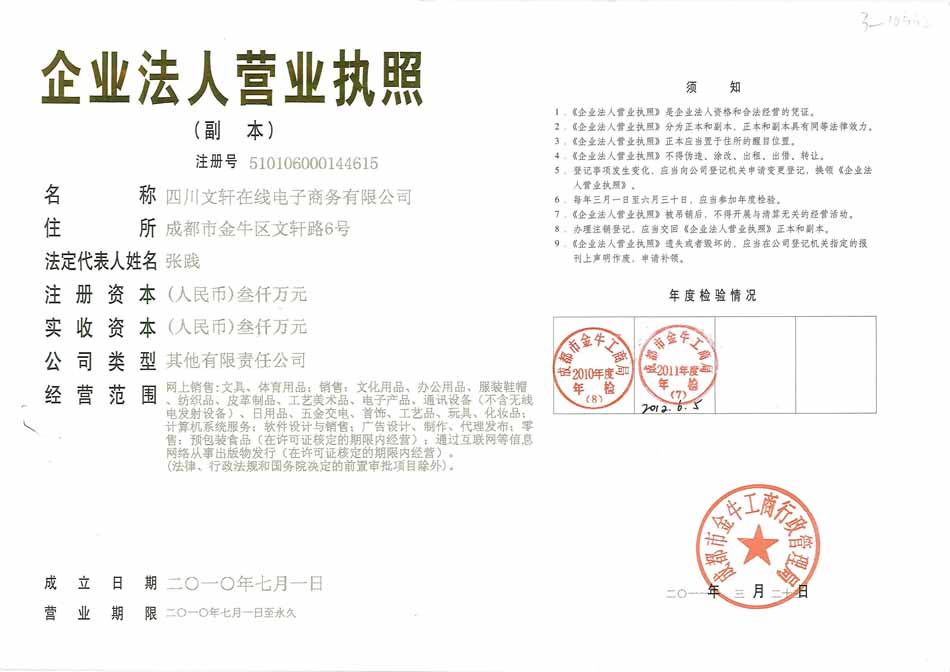 企业法人营业执照
（副 本）
注册号 510106000144615
名 称 四川文轩在线电子商务有限公司
住 所 成都市金牛区文轩路6号
法定代表人姓名 张践
注 册 资 本 (人民币)叁仟万元
实 收 资 本 (人民币)叁仟万元
公 司 类 型 其他有限责任公司
经 营 范 围 网上销售:文具、体育用品；销售：文化用品、办公用品、服装鞋帽
、纺织品、皮革制品、工艺美术品、电子产品、通讯设备（不含无线
电发射设备）、日用品、五金交电、首饰、工艺品、玩具、化妆品；
计算机系统服务；软件设计与销售；广告设计、制作、代理发布；零
售：预包装食品（在许可证核定的期限内经营）；通过互联网等信息
网络从事出版物发行（在许可证核定的期限内经营）。
(法律、行政法规和国务院决定的前置审批项目除外)。
成 立 日 期 二〇一〇年七月一日
营 业 期 限 二〇一〇年七月一日至永久
须 知
1．《企业法人营业执照》是企业法人资格和合法经营的凭证。
2．《企业法人营业执照》分为正本和副本，正本和副本具有同等法律效力。
3．《企业法人营业执照》正本应当置于住所的醒目位置。
4．《企业法人营业执照》不得伪造、涂改、出租、出借、转让。
5．登记事项发生变化，应当向公司登记机关申请变更登记，换领《企业法
人营业执照》。
6．每年三月一日至六月三十日，应当参加年度检验。
7．《企业法人营业执照》被吊销后，不得开展与清算无关的经营活动。
8．办理注销登记，应当交回《企业法人营业执照》正本和副本。
9．《企业法人营业执照》遗失或者毁坏的，应当在公司登记机关指定的报
刊上声明作废，申请补领。
年度检验情况
成都市金牛工商局
2010年度
年 检
(8)
成都市金牛工商局
2011年度
年 检
(7)
2012.6.5
成都市金牛工商行政管理局
二〇一一年 三 月 二十 日